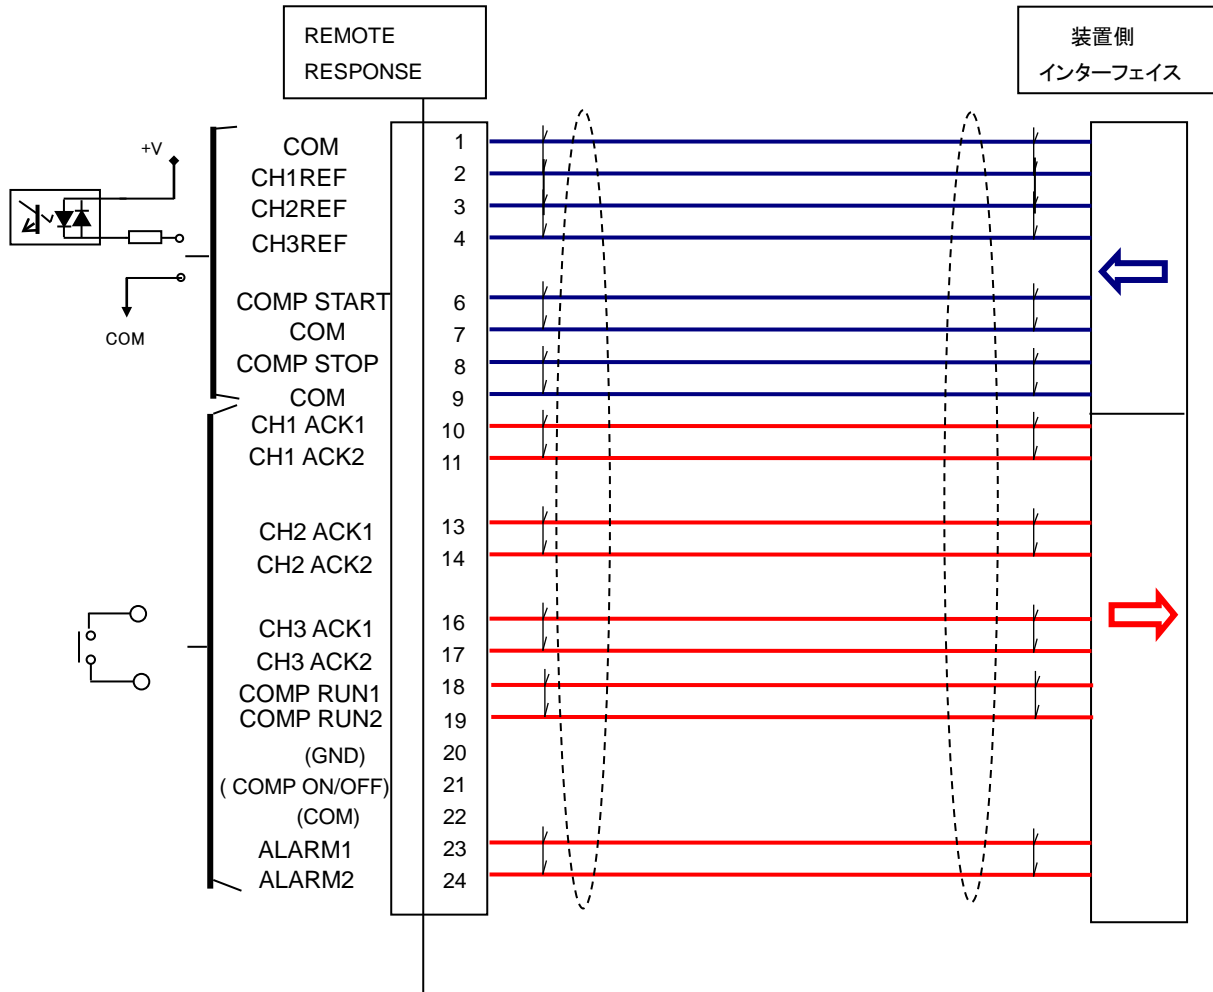 REMOTE
RESPONSE
装置側
インターフェイス
+V
COM
COM 1
CH1REF 2
CH2REF 3
CH3REF 4
COMP START 6
COM 7
COMP STOP 8
COM 9
CH1 ACK1 10
CH1 ACK2 11
CH2 ACK1 13
CH2 ACK2 14
CH3 ACK1 16
CH3 ACK2 17
COMP RUN1 18
COMP RUN2 19
(GND) 20
( COMP ON/OFF) 21
(COM) 22
ALARM1 23
ALARM2 24